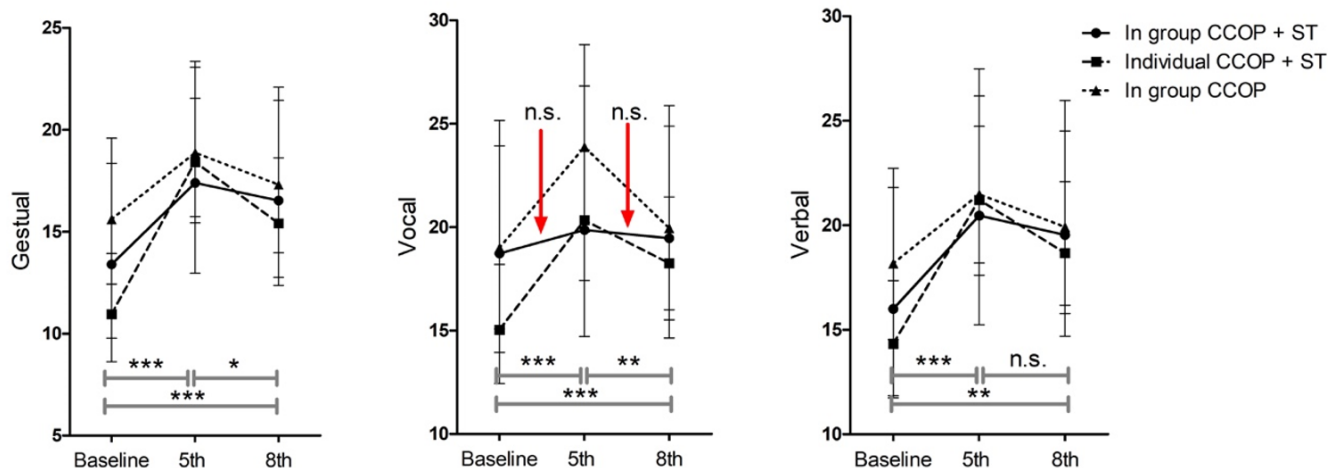 Gestual
25
20
15
10
5
***
*
***
Baseline 5th 8th
Vocal
30
25
20
15
10
n.s.
n.s.
***
**
***
Baseline 5th 8th
Verbal
30
25
20
15
10
***
n.s.
**
Baseline 5th 8th
In group CCOP + ST
Individual CCOP + ST
In group CCOP